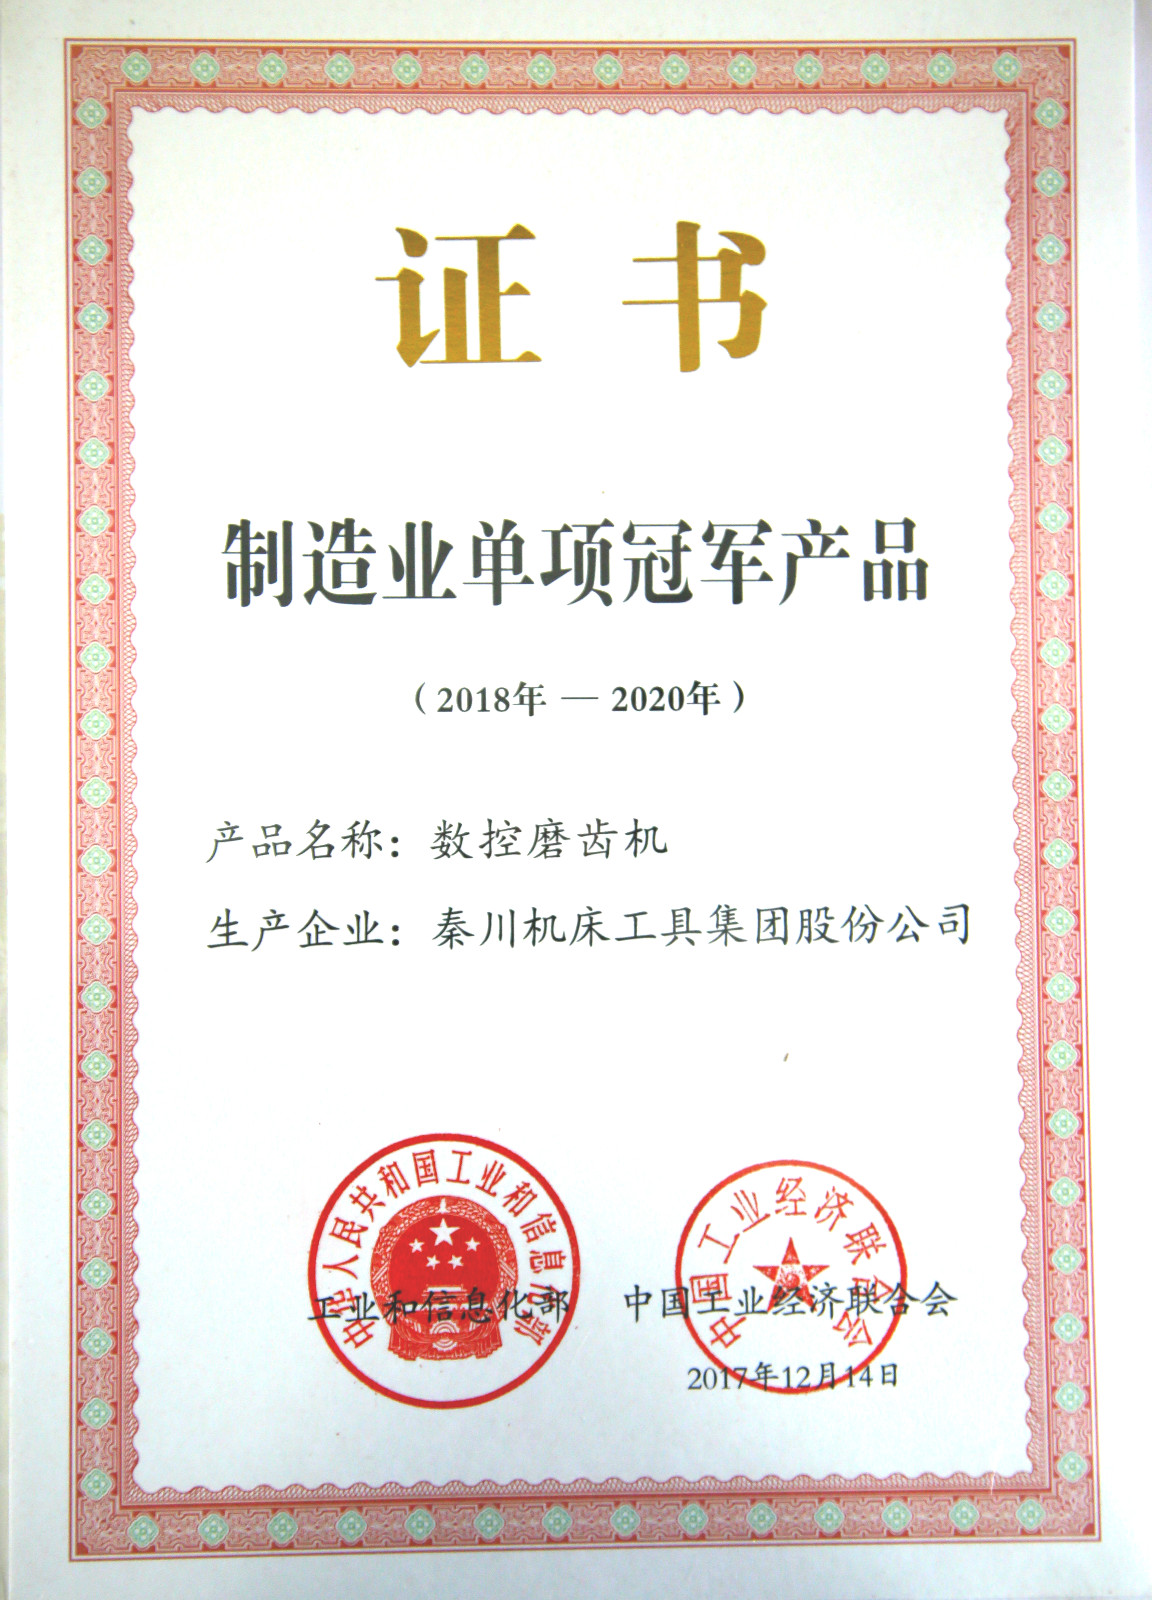 证书
制造业单项冠军产品
（2018年 — 2020年）
产品名称：数控磨齿机
生产企业：秦川机床工具集团股份公司
中华人民共和国工业和信息化部
中国工业经济联合会
工业和信息化部 中国工业经济联合会
2017年12月14日